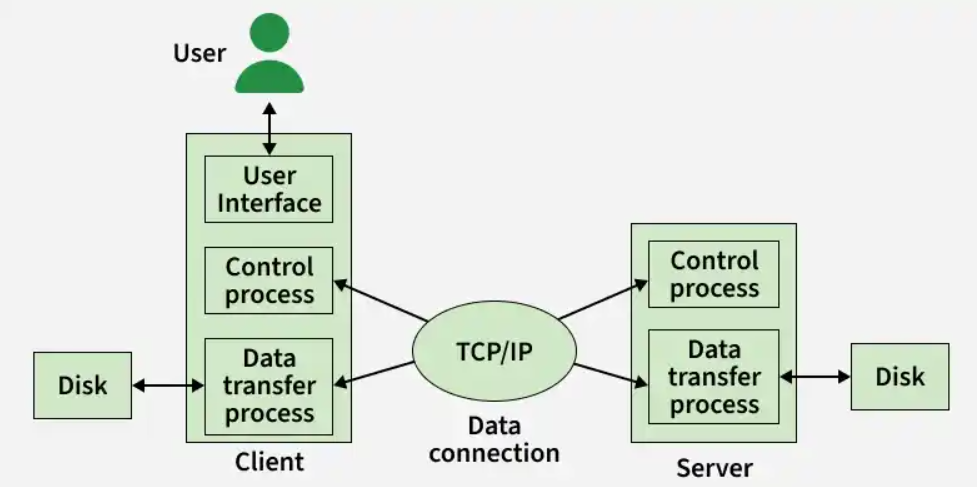 User
User
Interface
Control
process
Data
transfer
process
Disk
Client
TCP/IP
Data
connection
Control
process
Data
transfer
process
Disk
Server